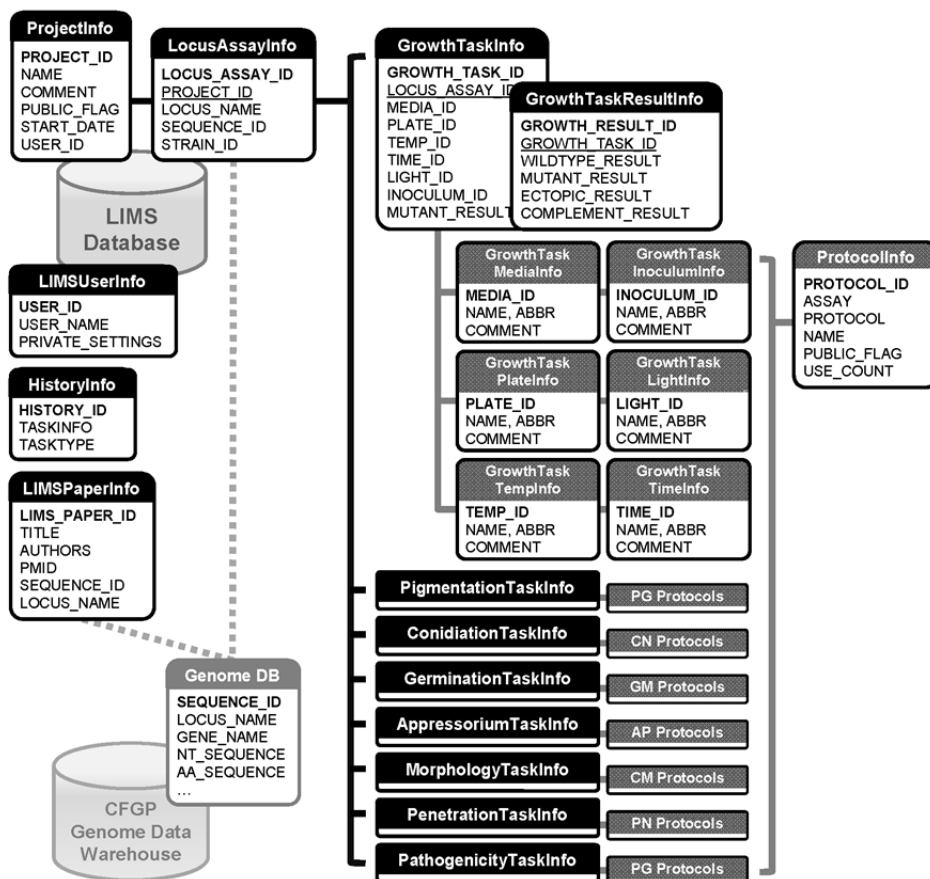 ProjectInfo
PROJECT_ID
NAME
COMMENT
PUBLIC_FLAG
START_DATE
USER_ID
LocusAssayInfo
LOCUS_ASSAY_ID
PROJECT_ID
LOCUS_NAME
SEQUENCE_ID
STRAIN_ID
LIMS
Database
LIMSUserInfo
USER_ID
USER_NAME
PRIVATE_SETTINGS
HistoryInfo
HISTORY_ID
TASKINFO
TASKTYPE
LIMSPaperInfo
LIMS_PAPER_ID
TITLE
AUTHORS
PMID
SEQUENCE_ID
LOCUS_NAME
Genome DB
SEQUENCE_ID
LOCUS_NAME
GENE_NAME
NT_SEQUENCE
AA_SEQUENCE
...
CFGP
Genome Data
Warehouse
GrowthTaskInfo
GROWTH_TASK_ID
LOCUS_ASSAY_ID
MEDIA_ID
PLATE_ID
TEMP_ID
TIME_ID
LIGHT_ID
INOCULUM_ID
MUTANT_RESULT
GrowthTaskResultInfo
GROWTH_RESULT_ID
GROWTH_TASK_ID
WILDTYPE_RESULT
MUTANT_RESULT
ECTOPIC_RESULT
COMPLEMENT_RESULT
GrowthTask
MediaInfo
MEDIA_ID
NAME, ABBR
COMMENT
GrowthTask
InoculumInfo
INOCULUM_ID
NAME, ABBR
COMMENT
GrowthTask
PlateInfo
PLATE_ID
NAME, ABBR
COMMENT
GrowthTask
LightInfo
LIGHT_ID
NAME, ABBR
COMMENT
GrowthTask
TempInfo
TEMP_ID
NAME, ABBR
COMMENT
GrowthTask
TimeInfo
TIME_ID
NAME, ABBR
COMMENT
ProtocolInfo
PROTOCOL_ID
ASSAY
PROTOCOL
NAME
PUBLIC_FLAG
USE_COUNT
PigmentationTaskInfo
PG Protocols
ConidiationTaskInfo
CN Protocols
GerminationTaskInfo
GM Protocols
AppressoriumTaskInfo
AP Protocols
MorphologyTaskInfo
CM Protocols
PenetrationTaskInfo
PN Protocols
PathogenicityTaskInfo
PG Protocols